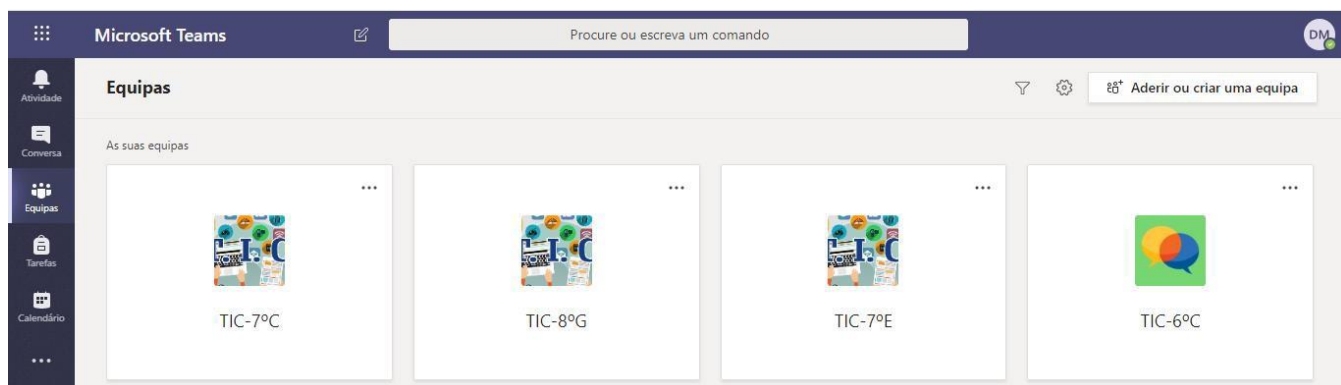 Microsoft Teams
Procure ou escreva um comando
DM
Atividade
Equipas
Aderir ou criar uma equipa
Conversa
As suas equipas
Equipas
Tarefas
Calendário
T.I.C
T.I.C
T.I.C
TIC-7ºC
TIC-8ºG
TIC-7ºE
TIC-6ºC